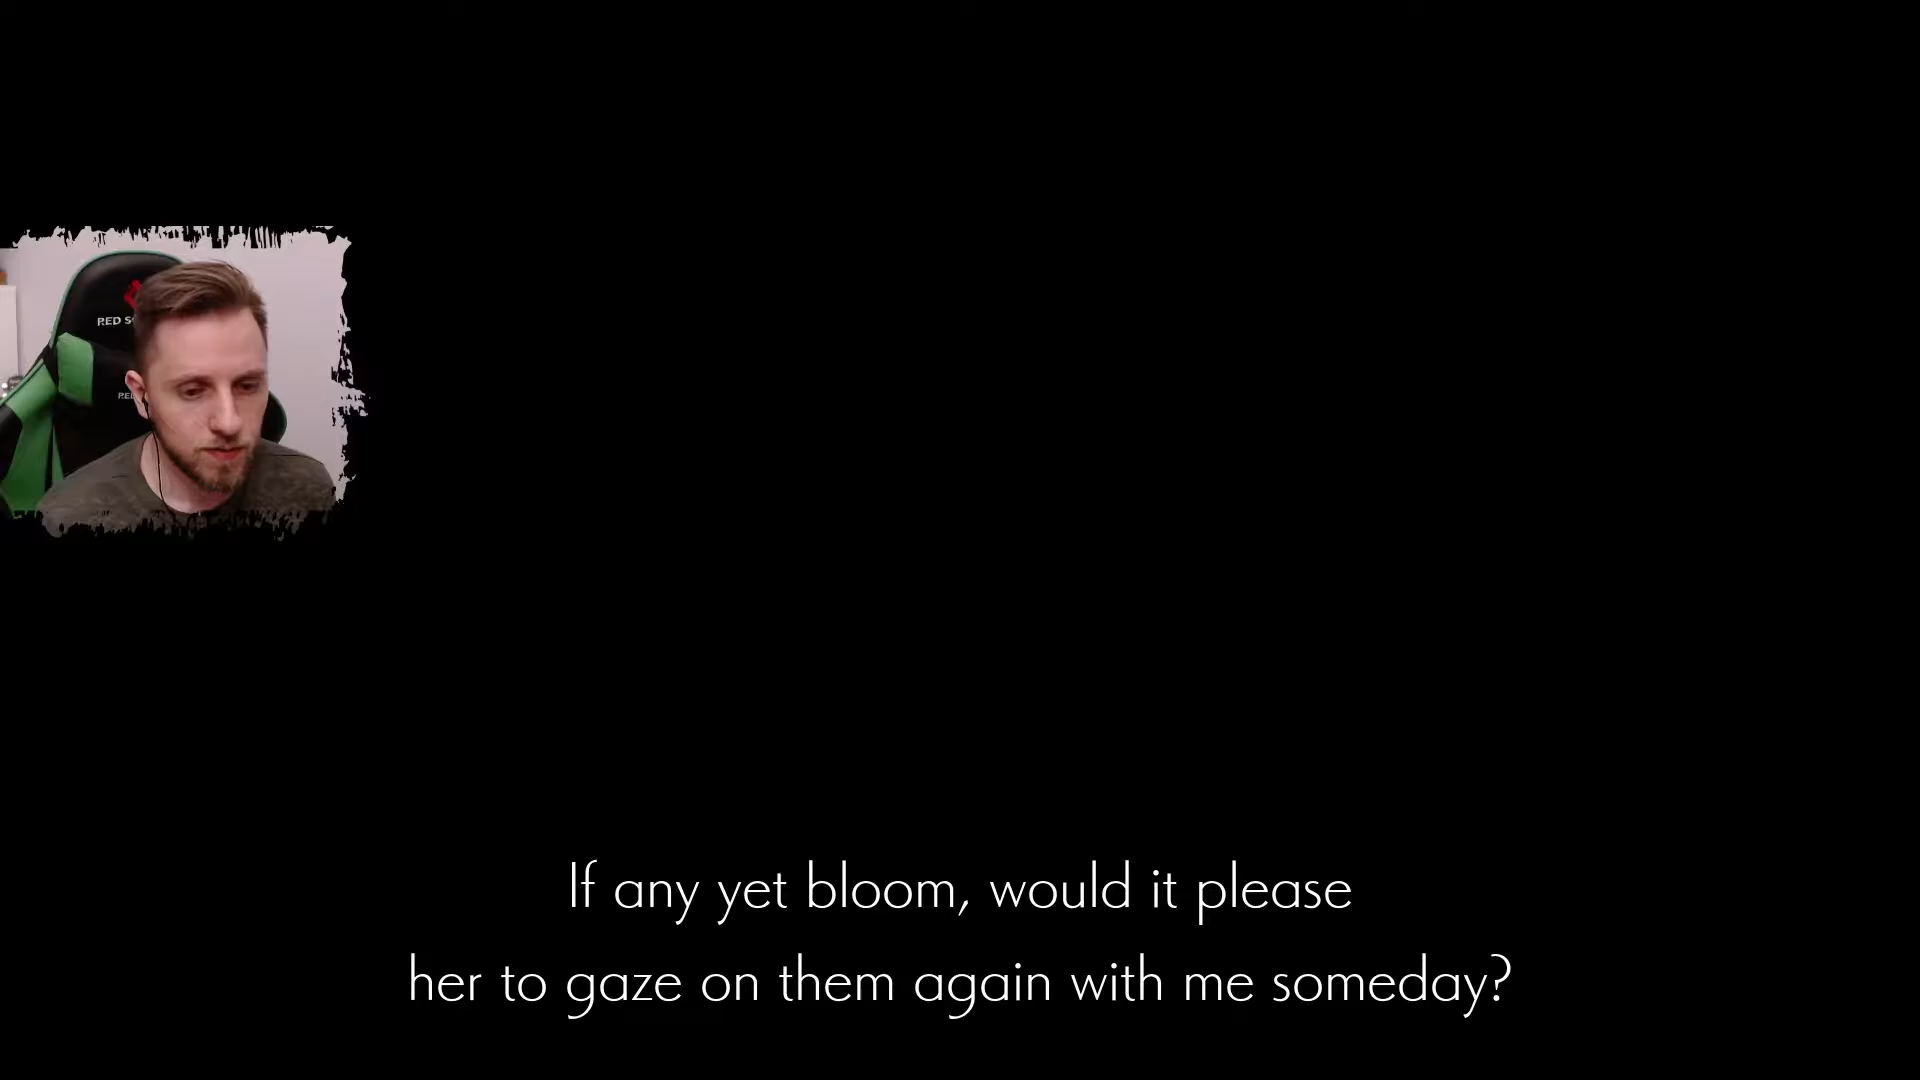 RED
If any yet bloom, would it please
her to gaze on them again with me someday?